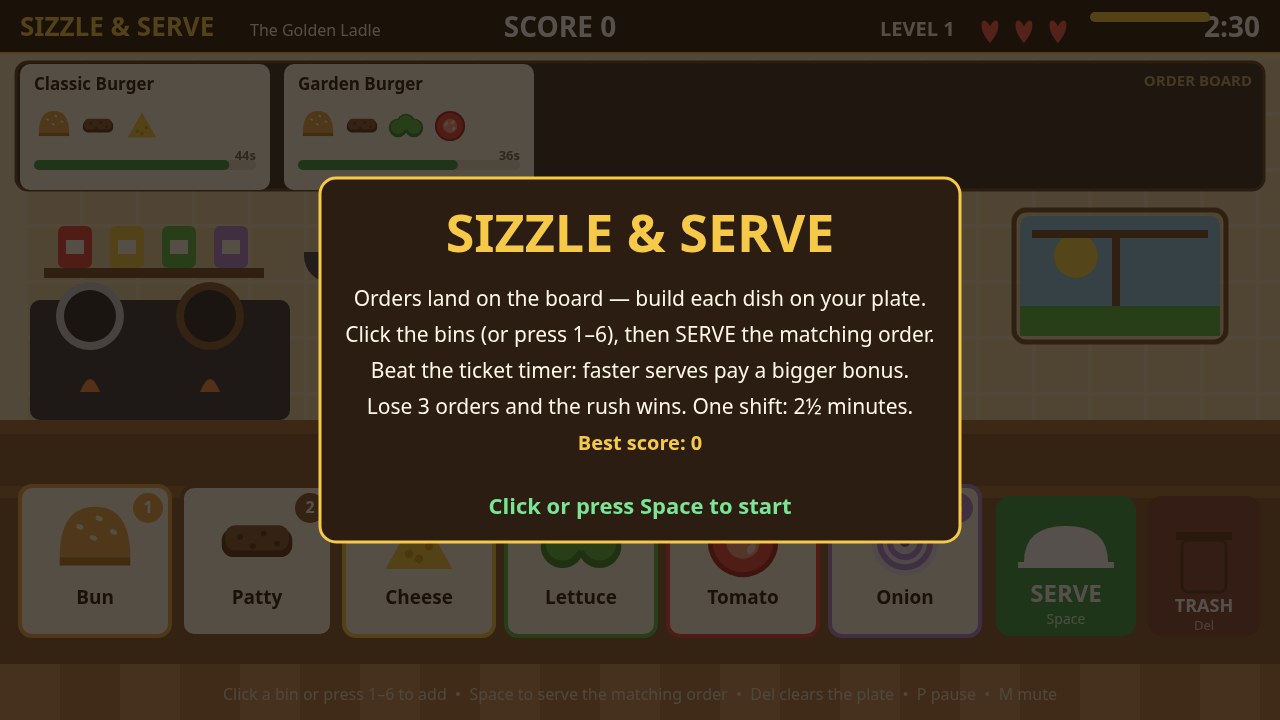 SIZZLE & SERVE
The Golden Ladle
SCORE 0
LEVEL 1
2:30
ORDER BOARD
Classic Burger
44s
Garden Burger
36s
SIZZLE & SERVE
Orders land on the board — build each dish on your plate.
Click the bins (or press 1–6), then SERVE the matching order.
Beat the ticket timer: faster serves pay a bigger bonus.
Lose 3 orders and the rush wins. One shift: 2½ minutes.
Best score: 0
Click or press Space to start
1
Bun
2
Patty
Cheese
Lettuce
Tomato
Onion
SERVE
Space
TRASH
Del
Click a bin or press 1–6 to add • Space to serve the matching order • Del clears the plate • P pause • M mute